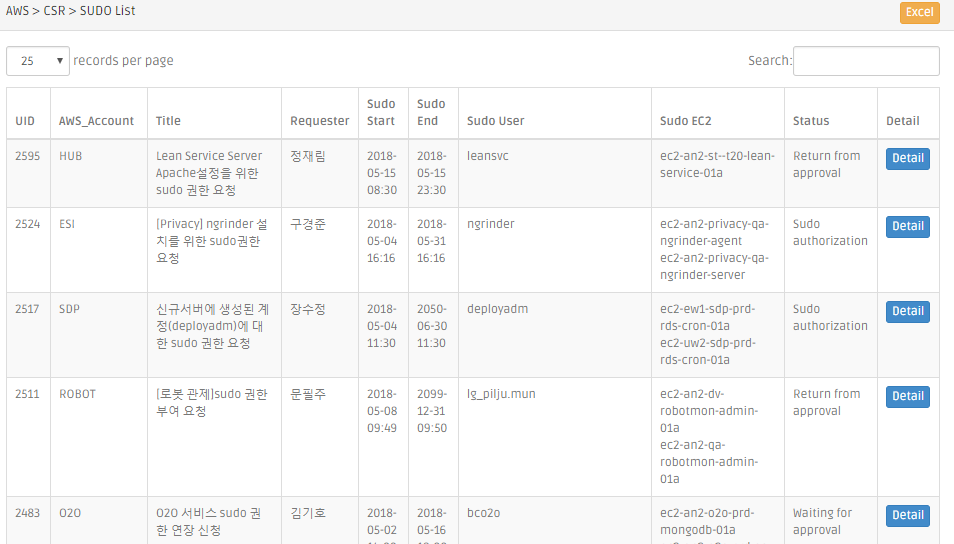 AWS > CSR > SUDO List
Excel
25 records per page
Search:
UID AWS_Account Title Requester Sudo Start Sudo End Sudo User Sudo EC2 Status Detail
2595 HUB
Lean Service Server
Apache설정을 위한
sudo 권한 요청
정재림
2018-
05-15
08:30
2018-
05-15
23:30
leansvc
ec2-an2-st--t20-lean-
service-01a
Return from
approval
Detail
2524 ESI
[Privacy] ngrinder 설
치를 위한 sudo권한
요청
구경준
2018-
05-04
16:16
2018-
05-31
16:16
ngrinder
ec2-an2-privacy-qa-
ngrinder-agent
ec2-an2-privacy-qa-
ngrinder-server
Sudo
authorization
Detail
2517 SDP
신규서버에 생성된 계
정(deployadm)에 대
한 sudo 권한 요청
장수정
2018-
05-04
11:30
2050-
06-30
11:30
deployadm
ec2-ew1-sdp-prd-
rds-cron-01a
ec2-uw2-sdp-prd-
rds-cron-01a
Sudo
authorization
Detail
2511 ROBOT
[로봇 관제]sudo 권한
부여 요청
문필주
2018-
05-08
09:49
2099-
12-31
09:50
lg_pilju.mun
ec2-an2-dv-
robotmon-admin-
01a
ec2-an2-qa-
robotmon-admin-
01a
Return from
approval
Detail
2483 O2O
O2O 서비스 sudo 권
한 연장 신청
김기호
2018-
05-02
2018-
05-16
bco2o
ec2-an2-o2o-prd-
mongodb-01a
Waiting for
approval
Detail